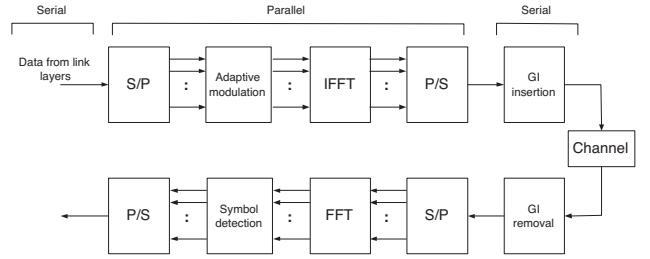 Serial
Parallel
Serial
Data from link
layers
S/P
:
Adaptive
modulation
:
IFFT
:
P/S
GI
insertion
Channel
P/S
:
Symbol
detection
:
FFT
:
S/P
GI
removal